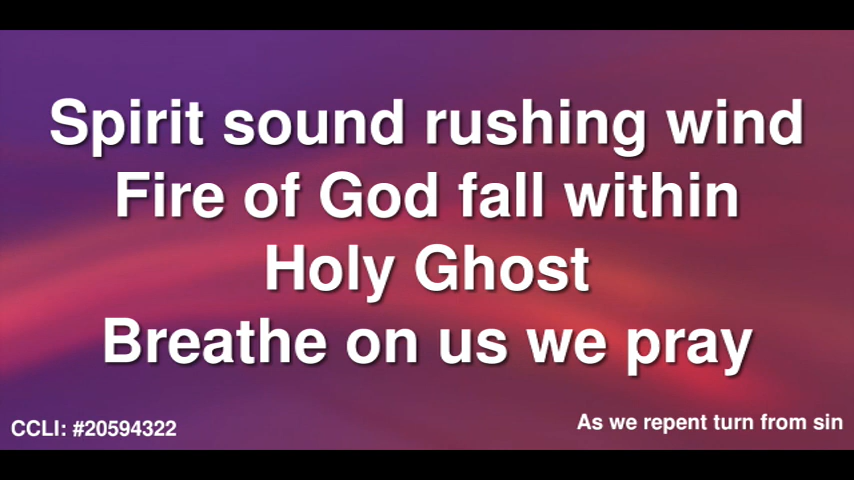 Spirit sound rushing wind
Fire of God fall within
Holy Ghost
Breathe on us we pray
CCLI: #20594322
As we repent turn from sin